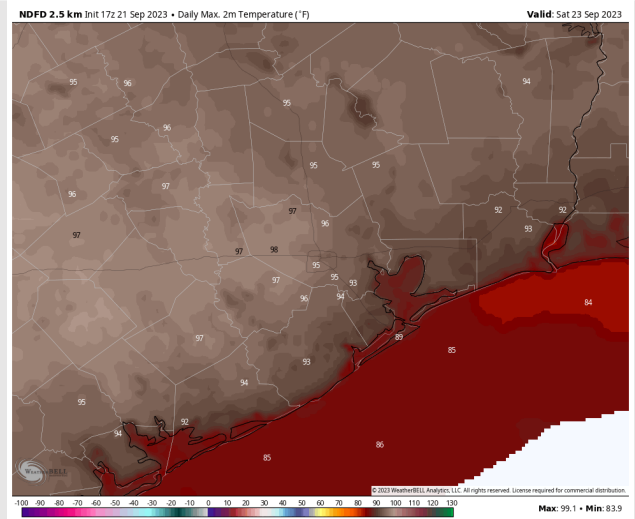 NDFD 2.5 km Init 17z 21 Sep 2023 • Daily Max. 2m Temperature (°F) Valid: Sat 23 Sep 2023
95 96 94
95
95 96
95 95
96 97
97 92 92
96 93
97 97 98
95
97 95 93
96 94 84
97 89
93 85
94
95
92
94
86
85
WeatherBELL
© 2023 WeatherBELL Analytics, LLC. All rights reserved. License required for commercial distribution.
-100 -90 -80 -70 -60 -50 -40 -30 -20 -10 0 10 20 30 40 50 60 70 80 90 100 110 120 130
Max: 99.1 • Min: 83.9